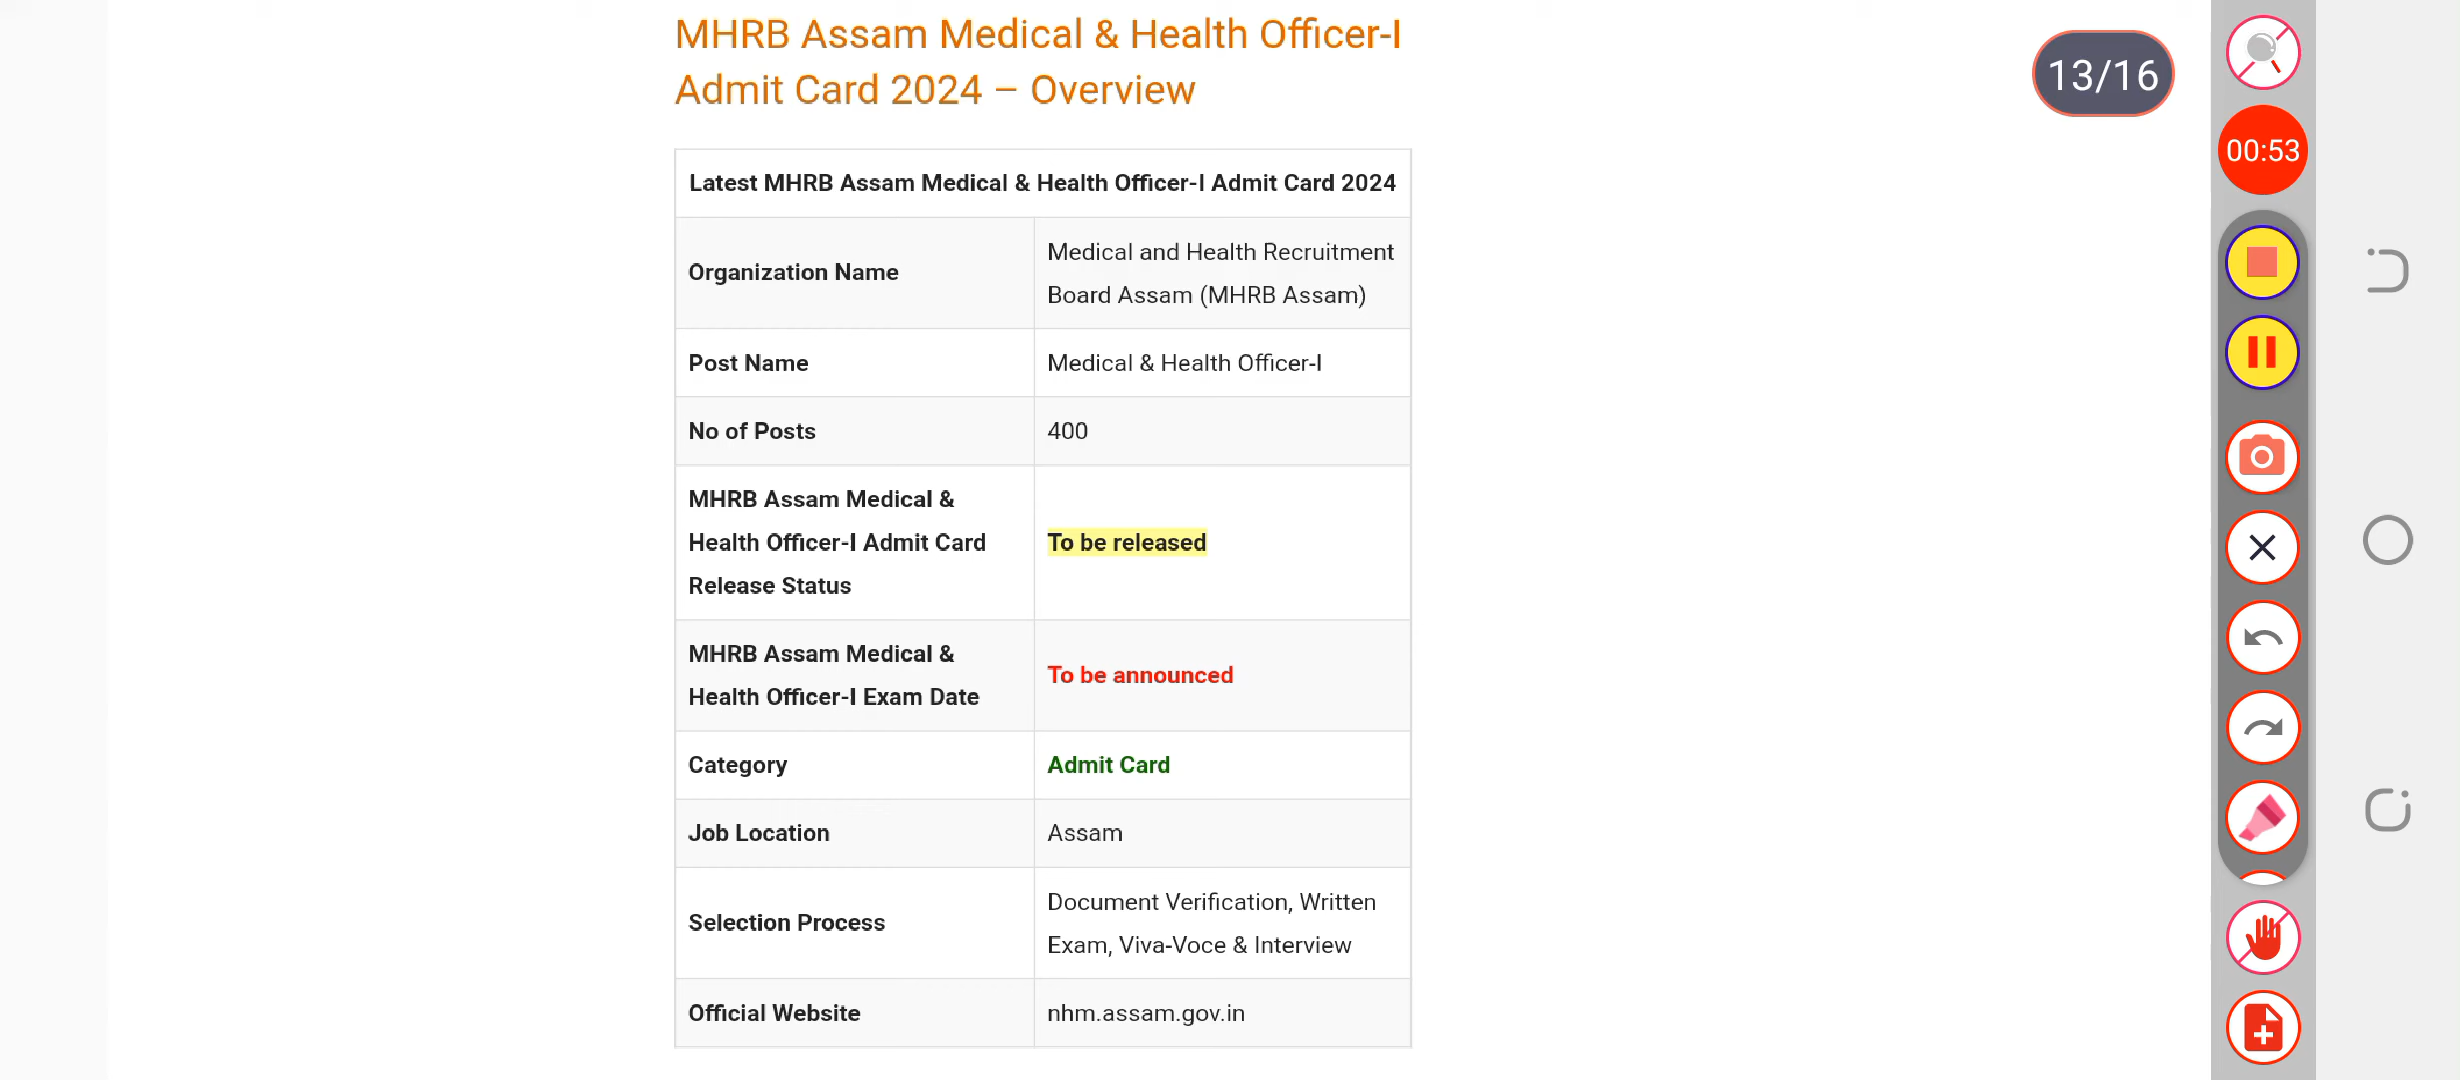 MHRB Assam Medical & Health Officer-I
Admit Card 2024 – Overview
13/16
00:53
Latest MHRB Assam Medical & Health Officer-I Admit Card 2024
Organization Name
Medical and Health Recruitment
Board Assam (MHRB Assam)
Post Name
Medical & Health Officer-I
No of Posts
400
MHRB Assam Medical &
Health Officer-I Admit Card
Release Status
To be released
MHRB Assam Medical &
Health Officer-I Exam Date
To be announced
Category
Admit Card
Job Location
Assam
Selection Process
Document Verification, Written
Exam, Viva-Voce & Interview
Official Website
nhm.assam.gov.in